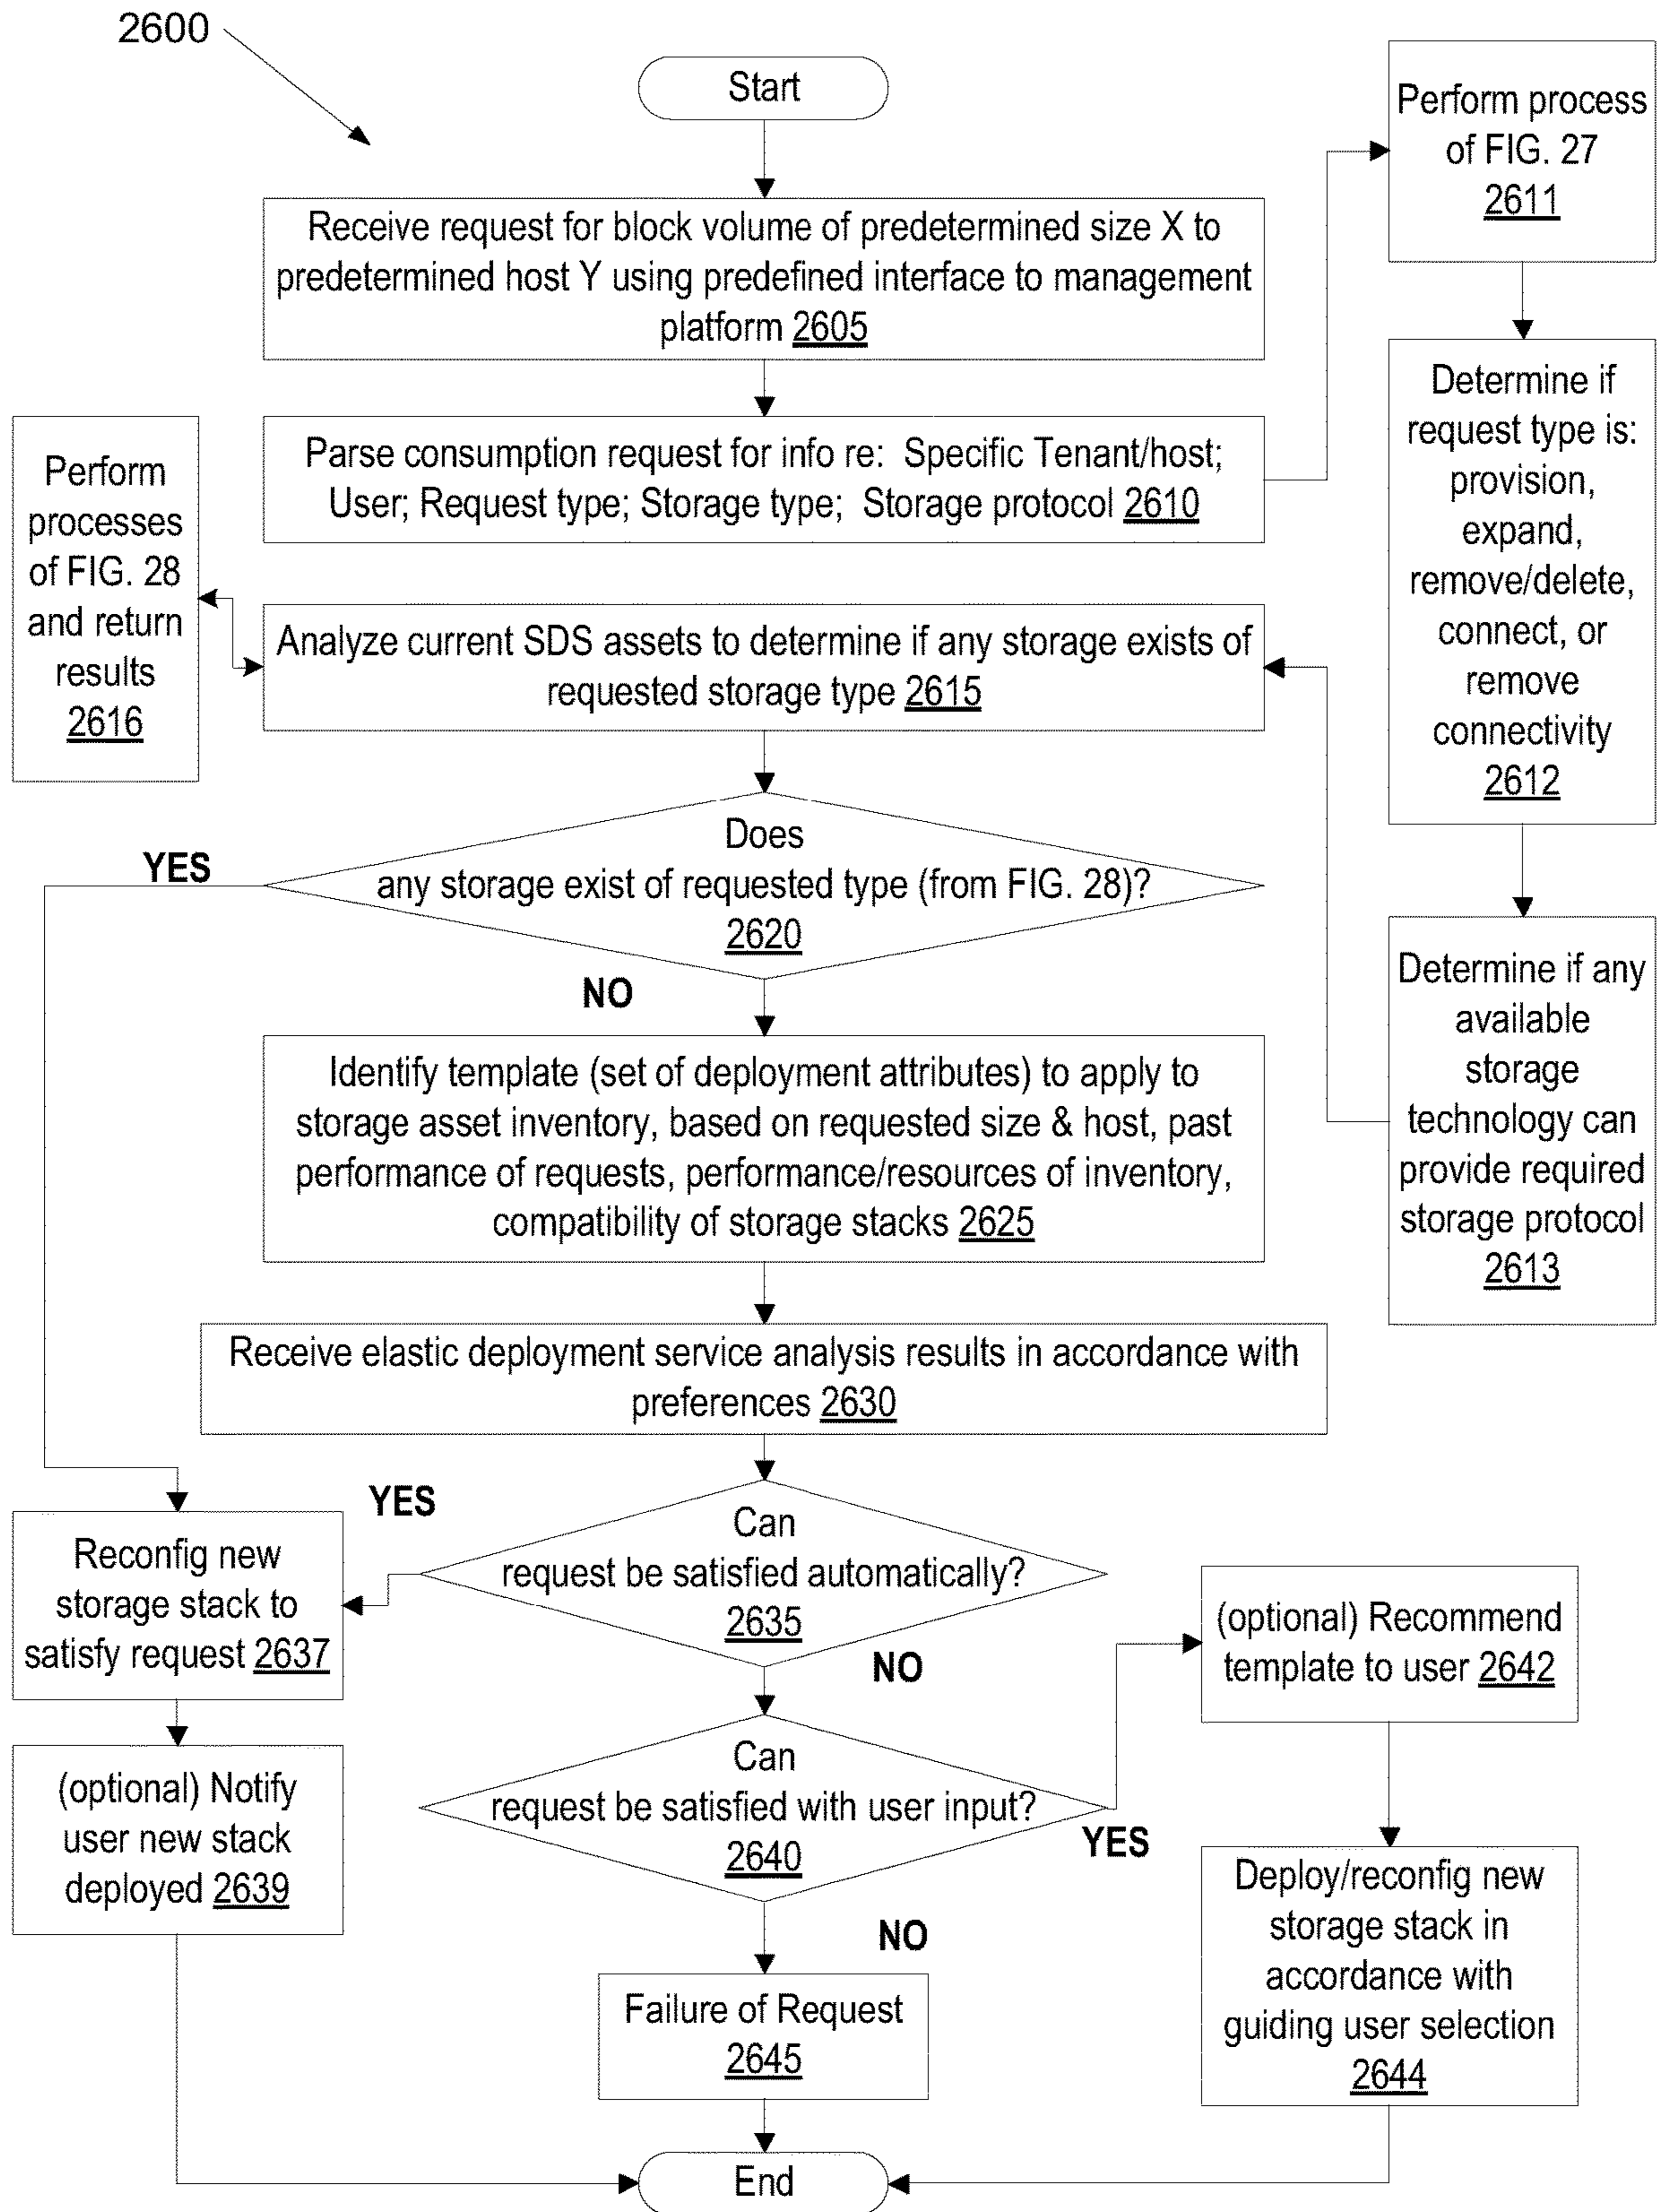 2600
Start
Receive request for block volume of predetermined size X to
predetermined host Y using predefined interface to management
platform 2605
Parse consumption request for info re: Specific Tenant/host;
User; Request type; Storage type; Storage protocol 2610
Perform process
of FIG. 27
2611
Determine if
request type is:
provision,
expand,
remove/delete,
connect, or
remove
connectivity
2612
Determine if any
available
storage
technology can
provide required
storage protocol
2613
Analyze current SDS assets to determine if any storage exists of
requested storage type 2615
Perform
processes
of FIG. 28
and return
results
2616
Does
any storage exist of requested type (from FIG. 28)?
2620
YES
NO
Identify template (set of deployment attributes) to apply to
storage asset inventory, based on requested size & host, past
performance of requests, performance/resources of inventory,
compatibility of storage stacks 2625
Receive elastic deployment service analysis results in accordance with
preferences 2630
Can
request be satisfied automatically?
2635
YES
NO
Reconfig new
storage stack to
satisfy request 2637
(optional) Notify
user new stack
deployed 2639
Can
request be satisfied with user input?
2640
YES
NO
(optional) Recommend
template to user 2642
Deploy/reconfig new
storage stack in
accordance with
guiding user selection
2644
Failure of Request
2645
End